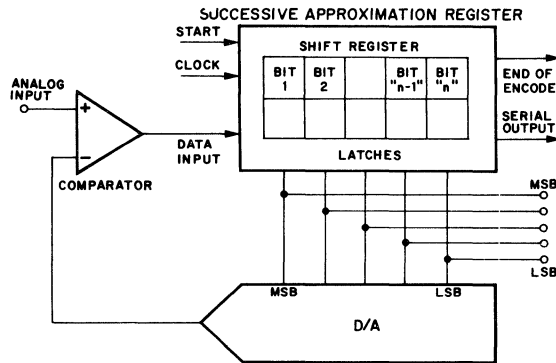 SUCCESSIVE APPROXIMATION REGISTER
START
CLOCK
SHIFT REGISTER
BIT 1
BIT 2
BIT "n-1"
BIT "n"
LATCHES
END OF
ENCODE
SERIAL
OUTPUT
ANALOG
INPUT
+
−
COMPARATOR
DATA
INPUT
MSB
LSB
MSB
LSB
D/A